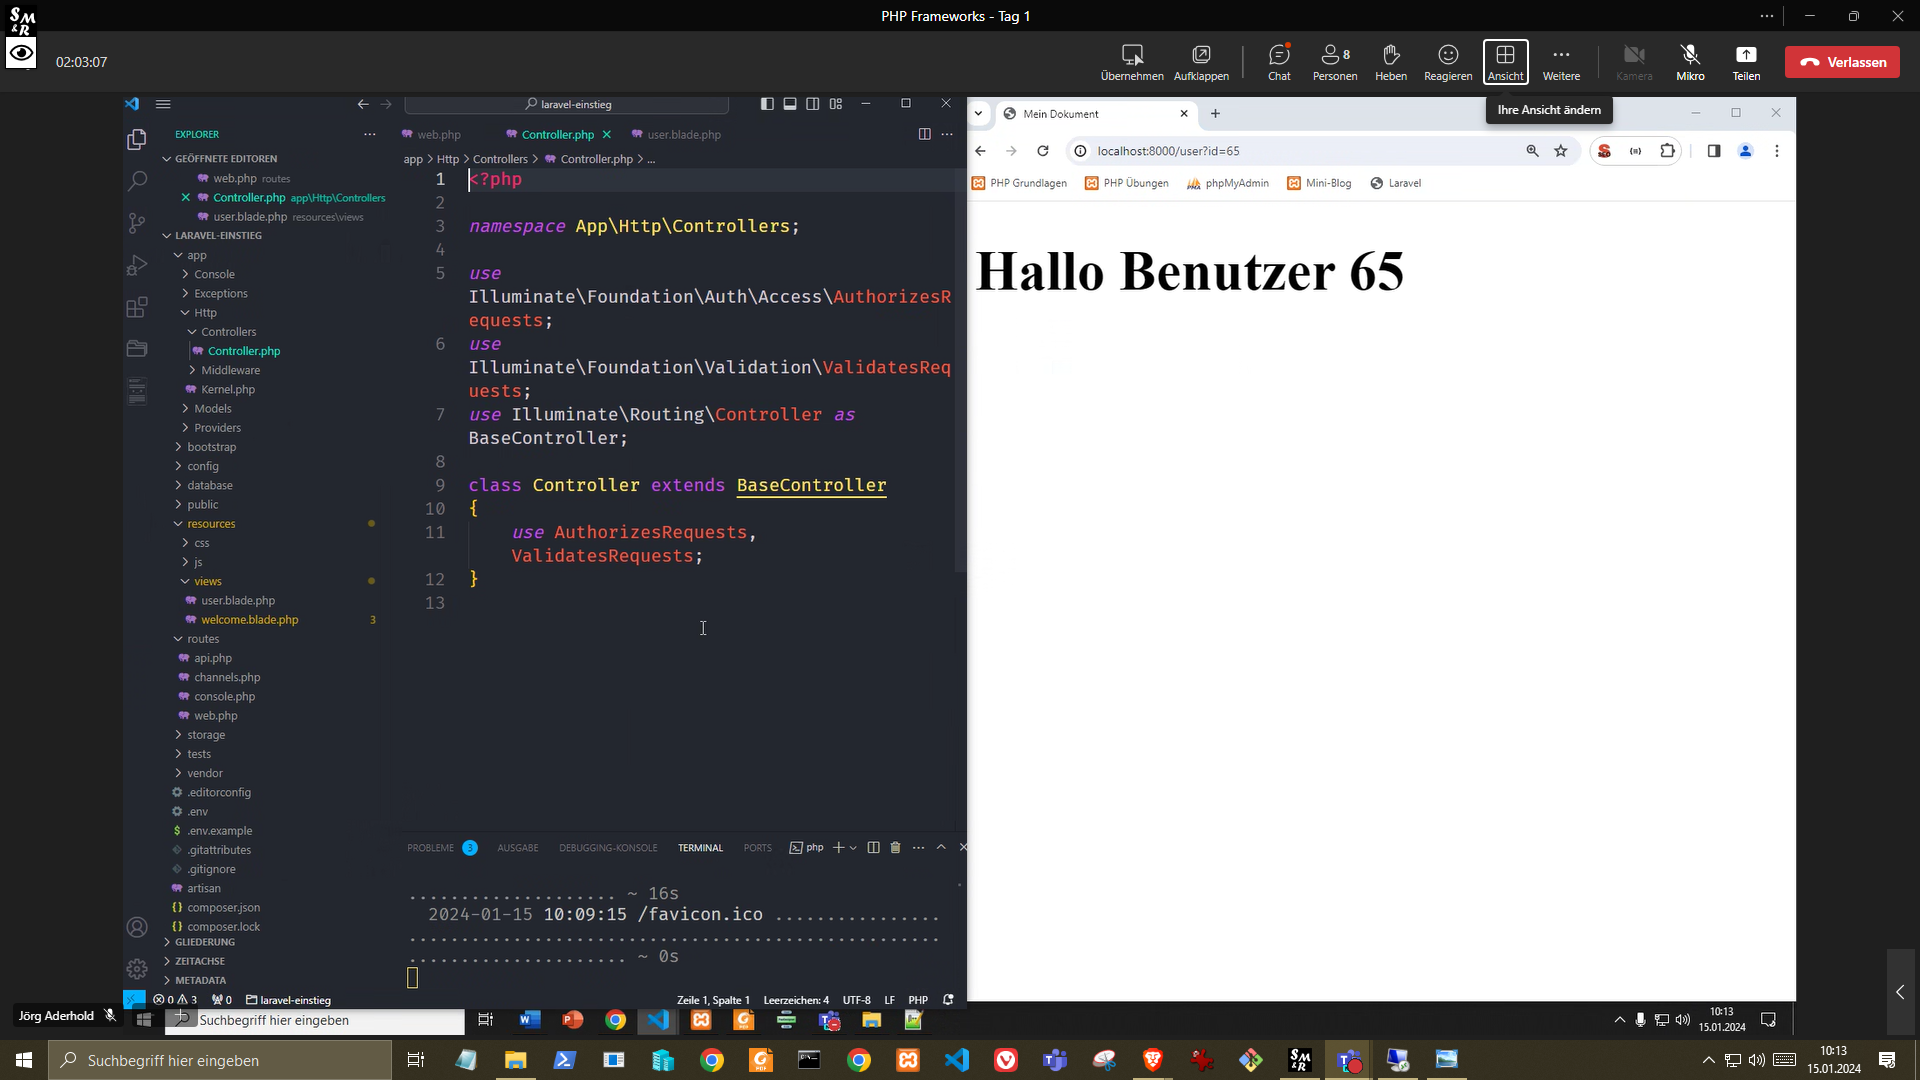 SM&R
PHP Frameworks - Tag 1
02:03:07
Übernehmen
Aufklappen
Chat
8
Personen
Heben
Reagieren
Ansicht
Weitere
Kamera
Mikro
Teilen
Verlassen
Ihre Ansicht ändern
laravel-einstieg
EXPLORER
GEÖFFNETE EDITOREN
web.php routes
Controller.php app\Http\Controllers
user.blade.php resources\views
LARAVEL-EINSTIEG
app
Console
Exceptions
Http
Controllers
Controller.php
Middleware
Kernel.php
Models
Providers
bootstrap
config
database
public
resources
css
js
views
user.blade.php
welcome.blade.php 3
routes
api.php
channels.php
console.php
web.php
storage
tests
vendor
.editorconfig
.env
.env.example
.gitattributes
.gitignore
artisan
composer.json
composer.lock
GLIEDERUNG
ZEITACHSE
METADATA
web.php
Controller.php
user.blade.php
app > Http > Controllers > Controller.php > ...
1 <?php
2
3 namespace App\Http\Controllers;
4
5 use
Illuminate\Foundation\Auth\Access\AuthorizesR
equests;
6 use
Illuminate\Foundation\Validation\ValidatesReq
uests;
7 use Illuminate\Routing\Controller as
BaseController;
8
9 class Controller extends BaseController
10 {
11 use AuthorizesRequests,
ValidatesRequests;
12 }
13
PROBLEME 3 AUSGABE DEBUGGING-KONSOLE TERMINAL PORTS php
.................... ~ 16s
2024-01-15 10:09:15 /favicon.ico ................
...................................................
..................... ~ 0s
0 3 0 laravel-einstieg
Zeile 1, Spalte 1 Leerzeichen: 4 UTF-8 LF PHP
Mein Dokument
localhost:8000/user?id=65
PHP Grundlagen PHP Übungen phpMyAdmin Mini-Blog Laravel
Hallo Benutzer 65
Jörg Aderhold
Suchbegriff hier eingeben
10:13
15.01.2024
Suchbegriff hier eingeben
10:13
15.01.2024